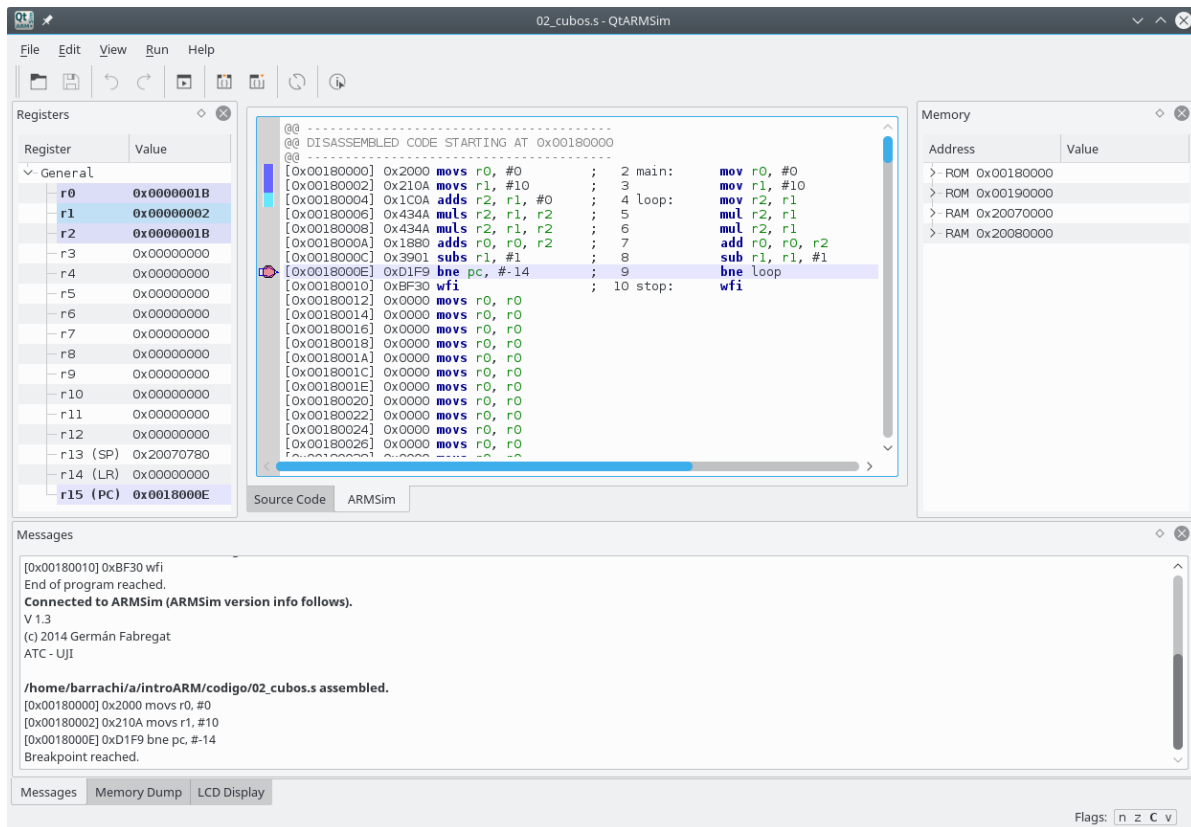 02_cubos.s - QtARMSim
File Edit View Run Help
Registers
Register Value
General
r0 0x0000001B
r1 0x00000002
r2 0x0000001B
r3 0x00000000
r4 0x00000000
r5 0x00000000
r6 0x00000000
r7 0x00000000
r8 0x00000000
r9 0x00000000
r10 0x00000000
r11 0x00000000
r12 0x00000000
r13 (SP) 0x20070780
r14 (LR) 0x00000000
r15 (PC) 0x0018000E
@@ ----------------------------------------
@@ DISASSEMBLED CODE STARTING AT 0x00180000
@@ ----------------------------------------
[0x00180000] 0x2000 movs r0, #0 ; 2 main: mov r0, #0
[0x00180002] 0x210A movs r1, #10 ; 3 mov r1, #10
[0x00180004] 0x1C0A adds r2, r1, #0 ; 4 loop: mov r2, r1
[0x00180006] 0x434A muls r2, r1, r2 ; 5 mul r2, r1
[0x00180008] 0x434A muls r2, r1, r2 ; 6 mul r2, r1
[0x0018000A] 0x1880 adds r0, r0, r2 ; 7 add r0, r0, r2
[0x0018000C] 0x3901 subs r1, #1 ; 8 sub r1, r1, #1
[0x0018000E] 0xD1F9 bne pc, #-14 ; 9 bne loop
[0x00180010] 0xBF30 wfi ; 10 stop: wfi
[0x00180012] 0x0000 movs r0, r0
[0x00180014] 0x0000 movs r0, r0
[0x00180016] 0x0000 movs r0, r0
[0x00180018] 0x0000 movs r0, r0
[0x0018001A] 0x0000 movs r0, r0
[0x0018001C] 0x0000 movs r0, r0
[0x0018001E] 0x0000 movs r0, r0
[0x00180020] 0x0000 movs r0, r0
[0x00180022] 0x0000 movs r0, r0
[0x00180024] 0x0000 movs r0, r0
[0x00180026] 0x0000 movs r0, r0
Source Code ARMSim
Memory
Address Value
ROM 0x00180000
ROM 0x00190000
RAM 0x20070000
RAM 0x20080000
Messages
[0x00180010] 0xBF30 wfi
End of program reached.
Connected to ARMSim (ARMSim version info follows).
V 1.3
(c) 2014 Germán Fabregat
ATC - UJI
/home/barrachi/a/introARM/codigo/02_cubos.s assembled.
[0x00180000] 0x2000 movs r0, #0
[0x00180002] 0x210A movs r1, #10
[0x0018000E] 0xD1F9 bne pc, #-14
Breakpoint reached.
Messages Memory Dump LCD Display
Flags: n z C v